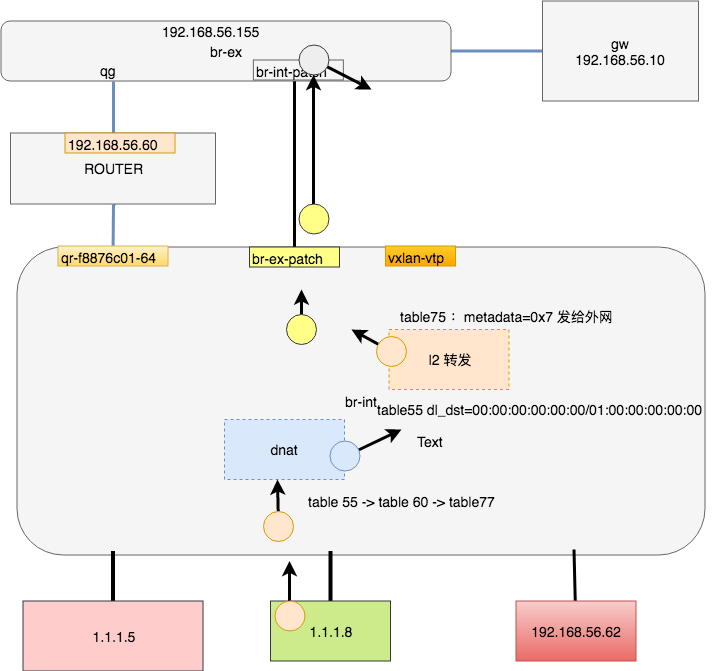 192.168.56.155
br-ex
gw
192.168.56.10
qg
br-int-patch
192.168.56.60
ROUTER
qr-f8876c01-64
br-ex-patch
vxlan-vtp
table75： metadata=0x7 发给外网
l2 转发
br-int
table55 dl_dst=00:00:00:00:00:00/01:00:00:00:00:00
Text
dnat
table 55 -> table 60 -> table77
1.1.1.5
1.1.1.8
192.168.56.62